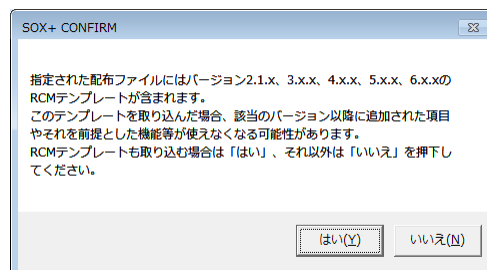 SOX+ CONFIRM
指定された配布ファイルにはバージョン2.1.x、3.x.x、4.x.x、5.x.x、6.x.xの
RCMテンプレートが含まれます。
このテンプレートを取り込んだ場合、該当のバージョン以降に追加された項目
やそれを前提とした機能等が使えなくなる可能性があります。
RCMテンプレートも取り込む場合は「はい」、それ以外は「いいえ」を押下し
てください。
はい(Y)
いいえ(N)